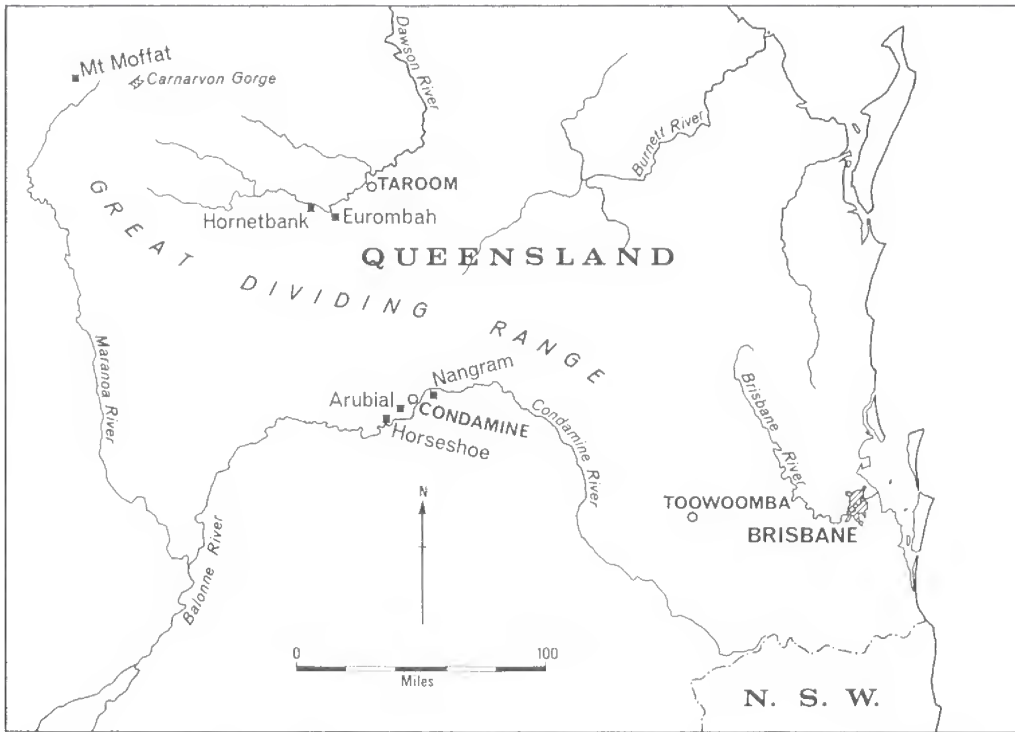 Mt Moffat
Carnarvon Gorge
Dawson River
Burnett River
TAROOM
Hornetbank
Eurombah
QUEENSLAND
GREAT DIVIDING RANGE
Maranoa River
Nangram
Arubial
CONDAMINE
Horseshoe
Condamine River
Brisbane River
TOOWOOMBA
BRISBANE
N
Balonne River
0 100
Miles
N. S. W.